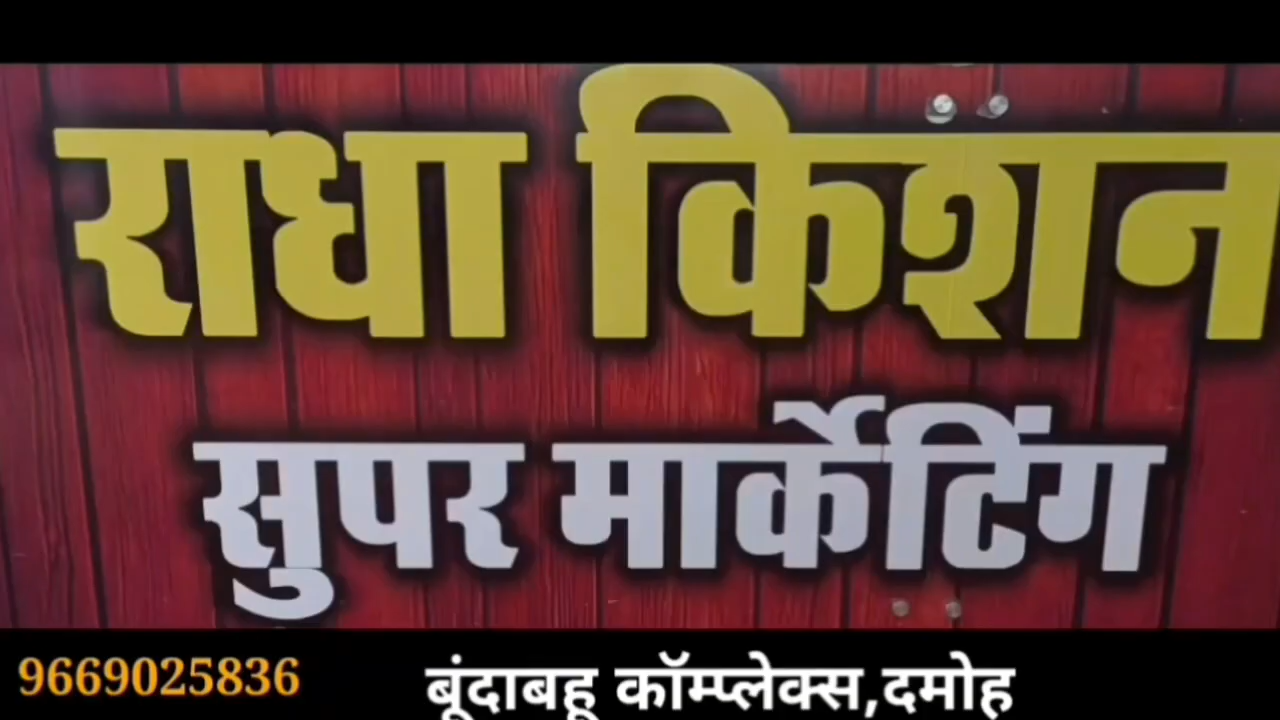 राधा किशन
सुपर मार्केटिंग
9669025836
बूंदाबहू कॉम्प्लेक्स,दमोह